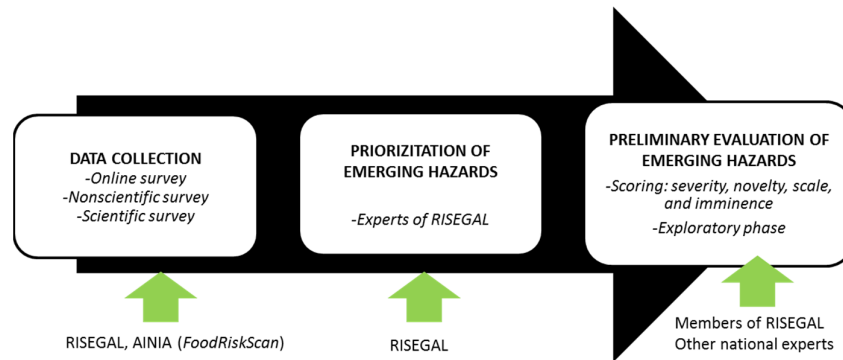 DATA COLLECTION
-Online survey
-Nonscientific survey
-Scientific survey
PRIORIZITATION OF
EMERGING HAZARDS
-Experts of RISEGAL
PRELIMINARY EVALUATION OF
EMERGING HAZARDS
-Scoring: severity, novelty, scale,
and imminence
-Exploratory phase
RISEGAL, AINIA (FoodRiskScan)
RISEGAL
Members of RISEGAL
Other national experts